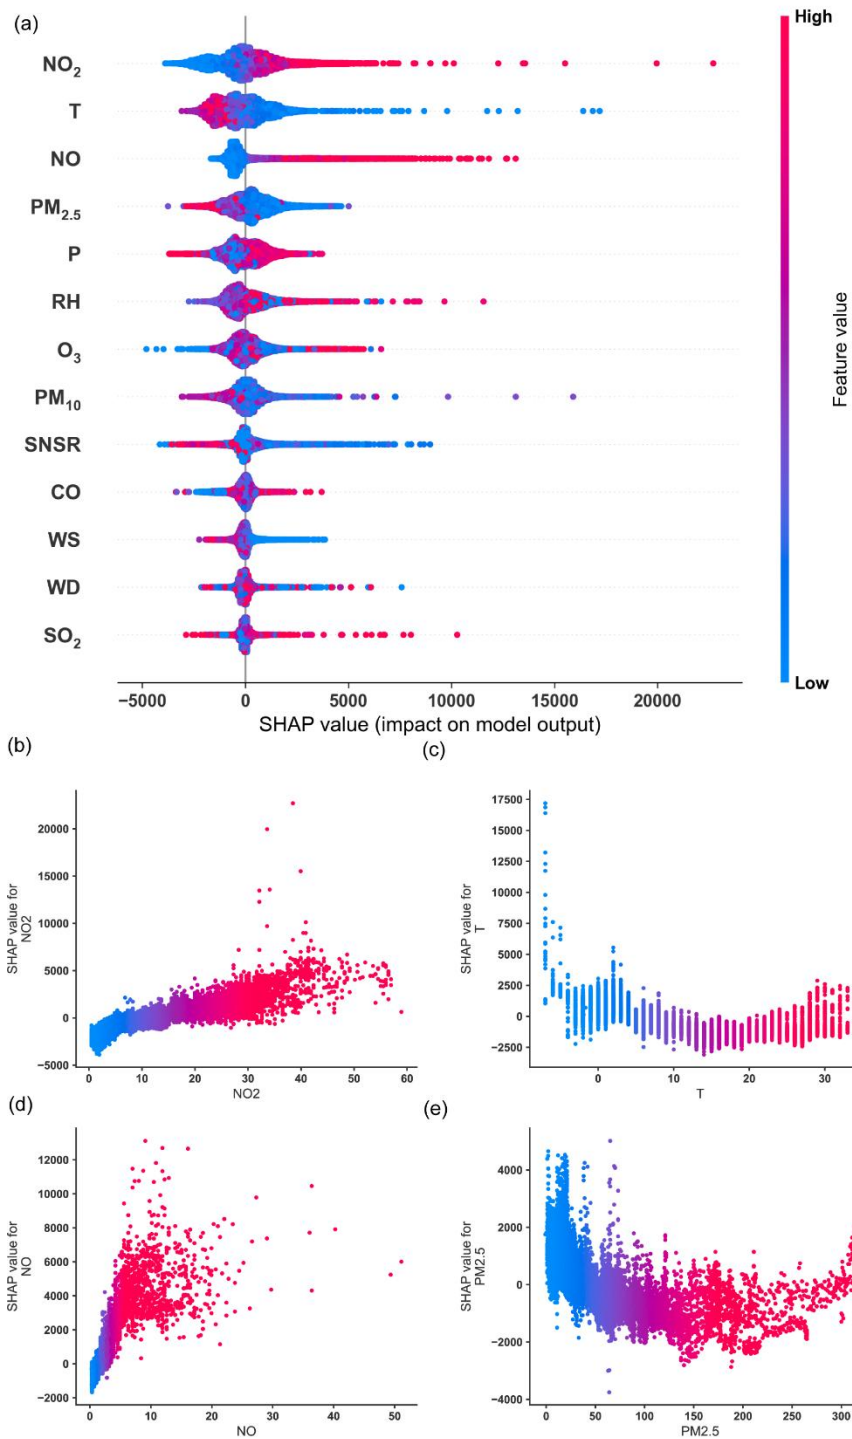 (a)
High
NO2
T
NO
PM2.5
P
RH
O3
PM10
SNSR
CO
WS
WD
SO2
Feature value
Low
−5000 0 5000 10000 15000 20000
SHAP value (impact on model output)
(b)
(c)
20000
15000
10000
5000
0
−5000
SHAP value for
NO2
0 10 20 30 40 50 60
NO2
17500
15000
12500
10000
7500
5000
2500
0
−2500
SHAP value for
T
0 10 20 30
T
(d)
(e)
12000
10000
8000
6000
4000
2000
0
−2000
SHAP value for
NO
0 10 20 30 40 50
NO
4000
2000
0
−2000
−4000
SHAP value for
PM2.5
0 50 100 150 200 250 300
PM2.5